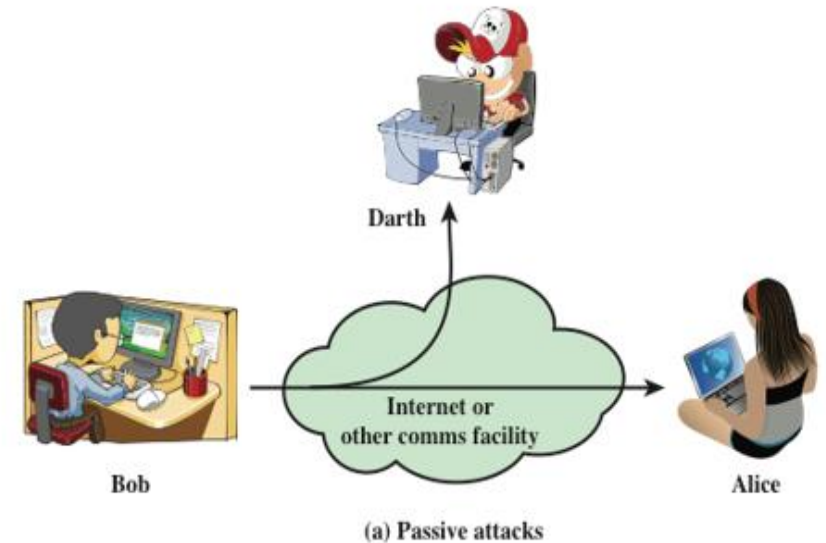 Darth
Internet or
other comms facility
Bob
Alice
(a) Passive attacks